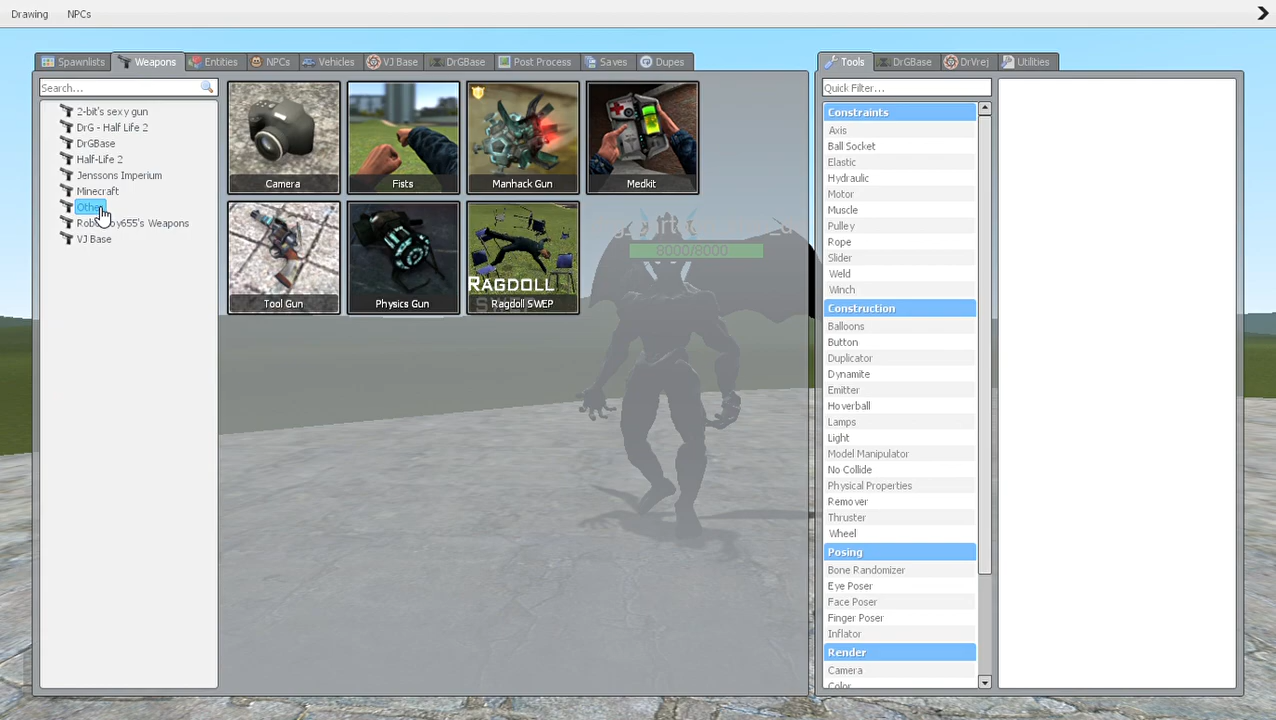 Drawing NPCs
Spawnlists Weapons Entities NPCs Vehicles VJ Base DrGBase Post Process Saves Dupes
Tools DrGBase DrVrej Utilities
Search...
Quick Filter...
2-bit's sexy gun
DrG - Half Life 2
DrGBase
Half-Life 2
Jenssons Imperium
Minecraft
Other
oy655's Weapons
VJ Base
Camera
Fists
Manhack Gun
Medkit
Tool Gun
Physics Gun
RAGDOLL
Ragdoll SWEP
8000/8000
Constraints
Axis
Ball Socket
Elastic
Hydraulic
Motor
Muscle
Pulley
Rope
Slider
Weld
Winch
Construction
Balloons
Button
Duplicator
Dynamite
Emitter
Hoverball
Lamps
Light
Model Manipulator
No Collide
Physical Properties
Remover
Thruster
Wheel
Posing
Bone Randomizer
Eye Poser
Face Poser
Finger Poser
Inflator
Render
Camera
Color